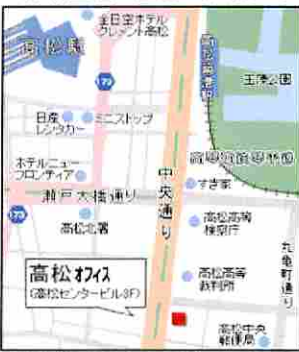 全日空ホテル
クレメント高松
高松駅
173
玉藻公園
日産
レンタカー
ミニストップ
ホテルニュー
フロンティア
すき家
瀬戸大橋通り
中央通り
173
高松北署
高松高等
検察庁
丸亀町通り
高松オフィス
(高松センタービル3F)
高松高等
裁判所
高松中央
郵便局